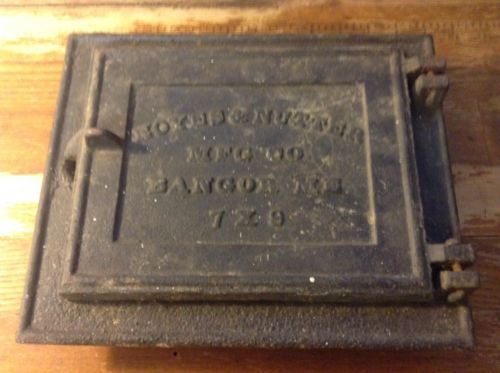 NOYES & NUTTER
MFG CO
BANGOR, ME.
7 X 9